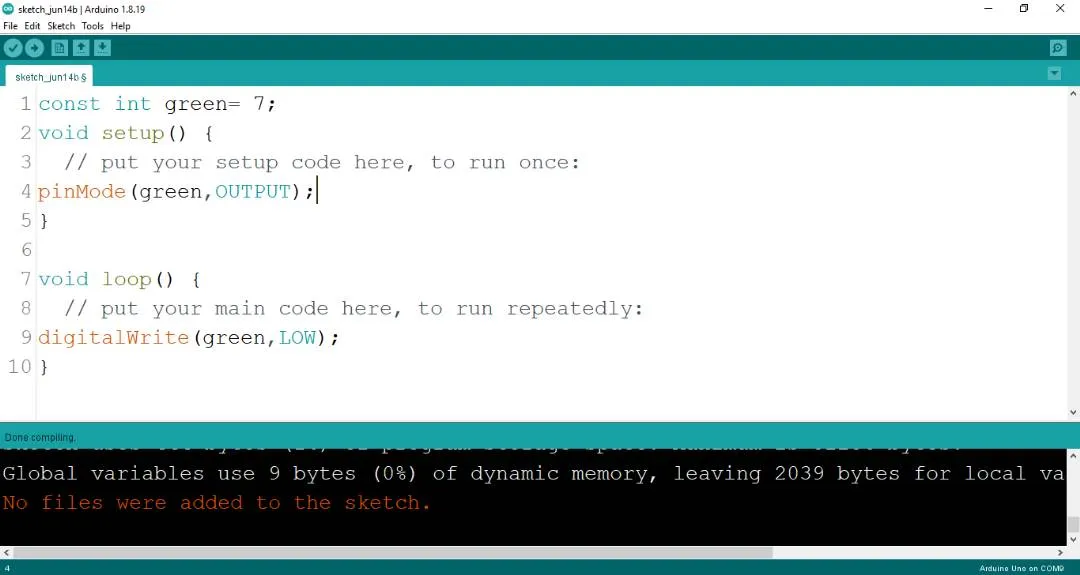 sketch_jun14b | Arduino 1.8.19
File Edit Sketch Tools Help
sketch_jun14b §
1 const int green= 7;
2 void setup() {
3 // put your setup code here, to run once:
4 pinMode(green,OUTPUT);
5 }
6
7 void loop() {
8 // put your main code here, to run repeatedly:
9 digitalWrite(green,LOW);
10 }
Done compiling.
Global variables use 9 bytes (0%) of dynamic memory, leaving 2039 bytes for local va
No files were added to the sketch.
4
Arduino Uno on COM9